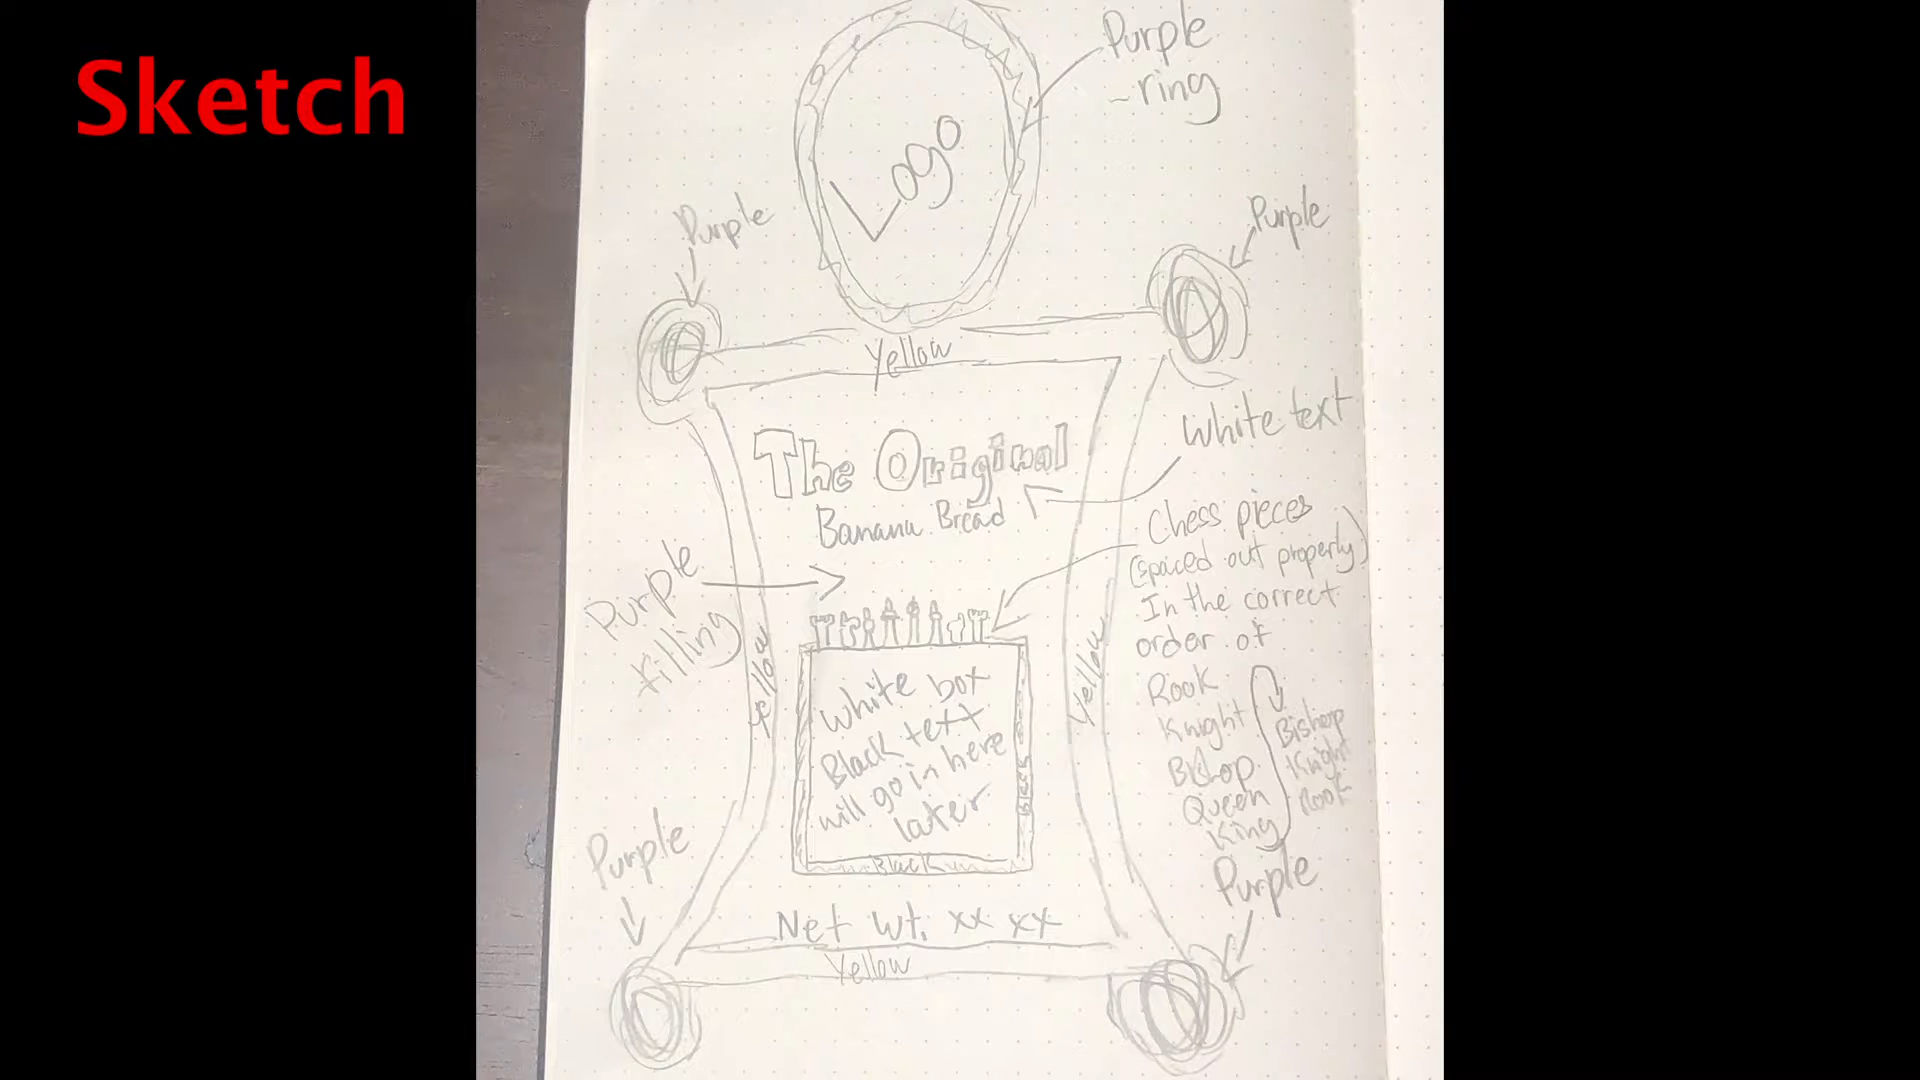 Sketch
Purple
-ring
Logo
Purple
Purple
Yellow
White text
The Original
Banana Bread
Chess pieces
(spaced out properly)
In the correct
order of
Rook
Knight
Bishop
Queen
King
Bishop
Knight
Rook
Purple
filling
Yellow
Yellow
White box
Black text
will go in here
later
Black
Black
Purple
Purple
Net wt. xx xx
Yellow